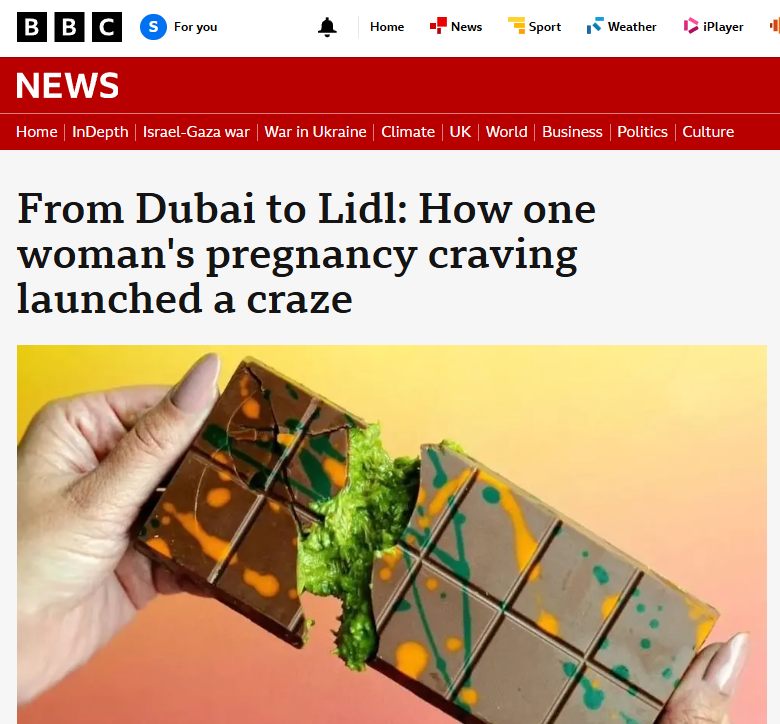 BBC S For you Home News Sport Weather iPlayer
NEWS
Home InDepth Israel-Gaza war War in Ukraine Climate UK World Business Politics Culture
From Dubai to Lidl: How one
woman's pregnancy craving
launched a craze